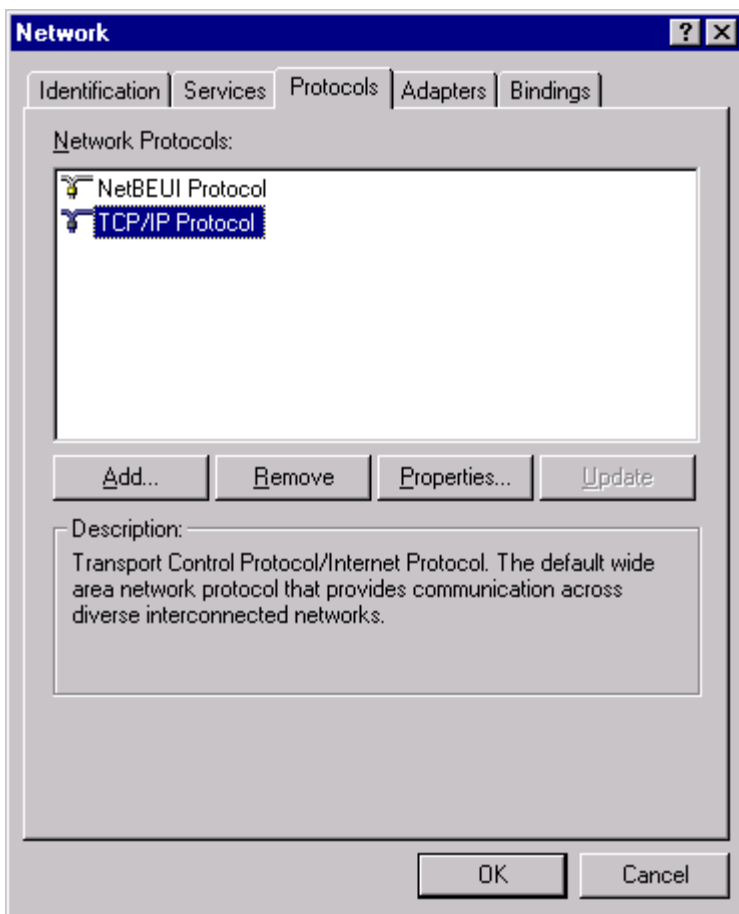 Network
Identification Services Protocols Adapters Bindings
Network Protocols:
NetBEUI Protocol
TCP/IP Protocol
Add... Remove Properties... Update
Description:
Transport Control Protocol/Internet Protocol. The default wide
area network protocol that provides communication across
diverse interconnected networks.
OK Cancel